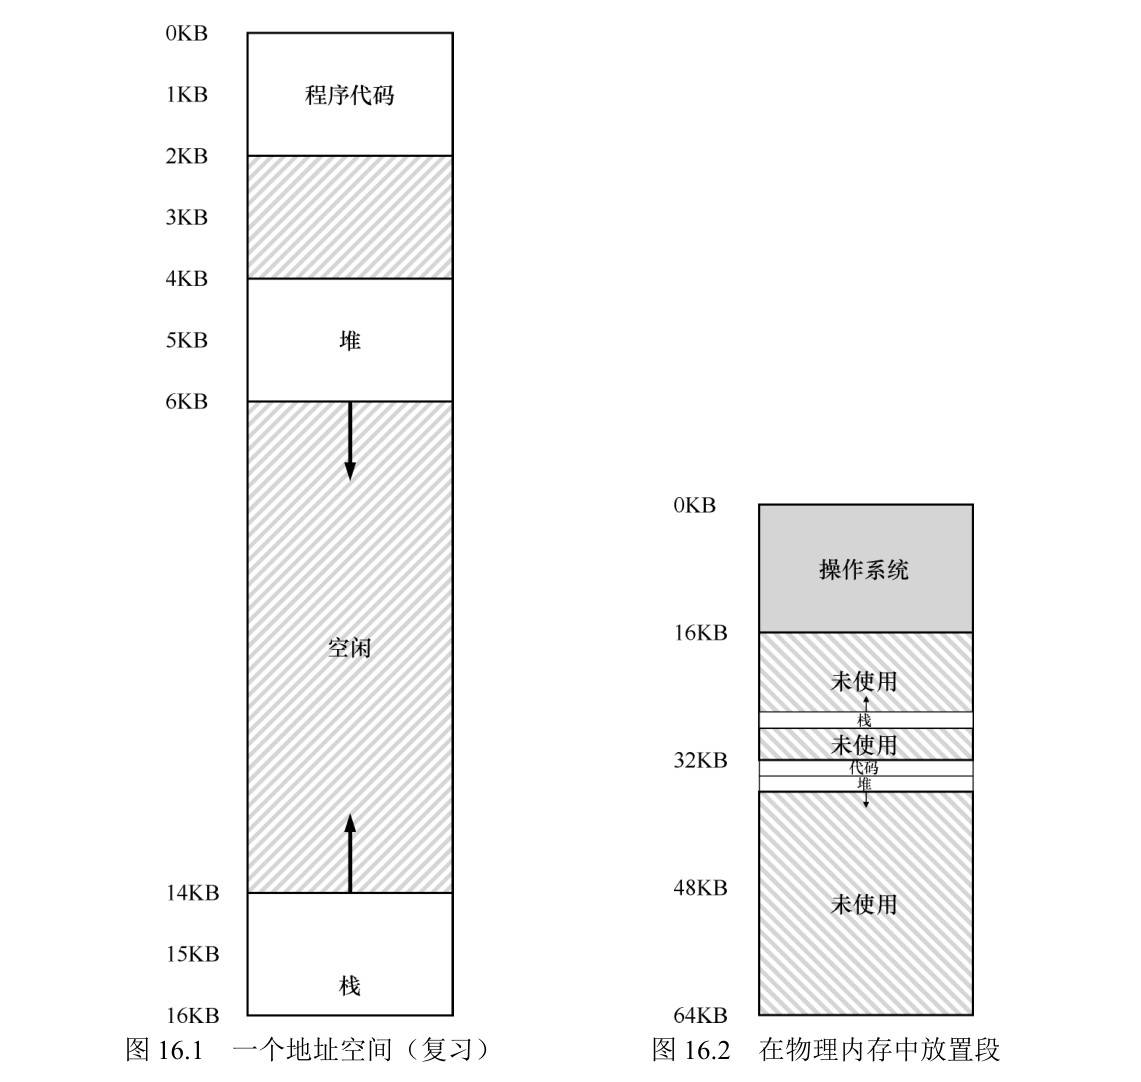 0KB
1KB
程序代码
2KB
3KB
4KB
5KB
堆
6KB
空闲
14KB
15KB
栈
16KB
图 16.1 一个地址空间（复习）
0KB
操作系统
16KB
未使用
栈
未使用
32KB
代码
堆
48KB
未使用
64KB
图 16.2 在物理内存中放置段